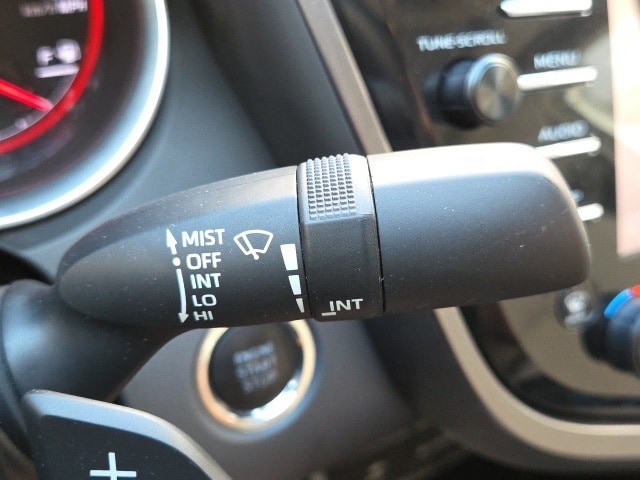 TUNE·SCROLL
MENU
AUDIO
MIST
OFF
INT
LO
HI
INT
ENGINE
START
STOP
+